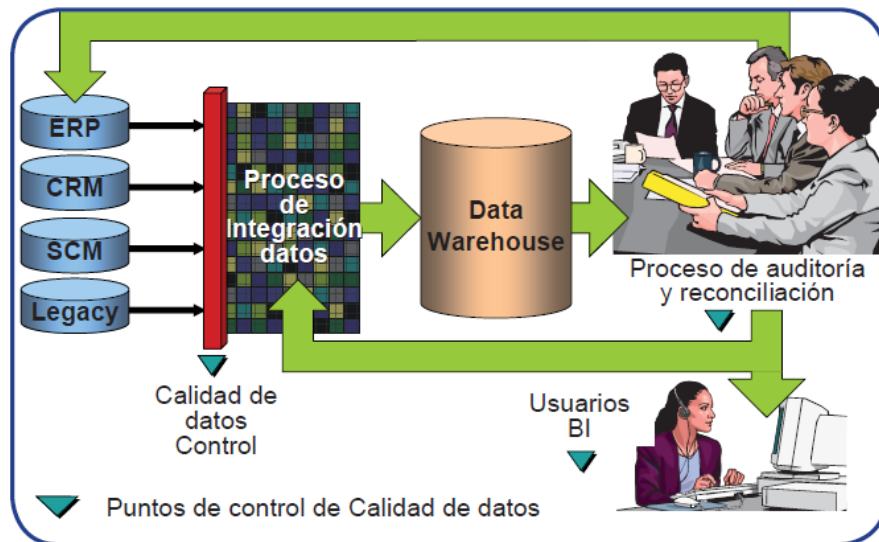 ERP
CRM
SCM
Legacy
Proceso
de
Integración
datos
Data
Warehouse
Proceso de auditoría
y reconciliación
Calidad de
datos
Control
Usuarios
BI
Puntos de control de Calidad de datos